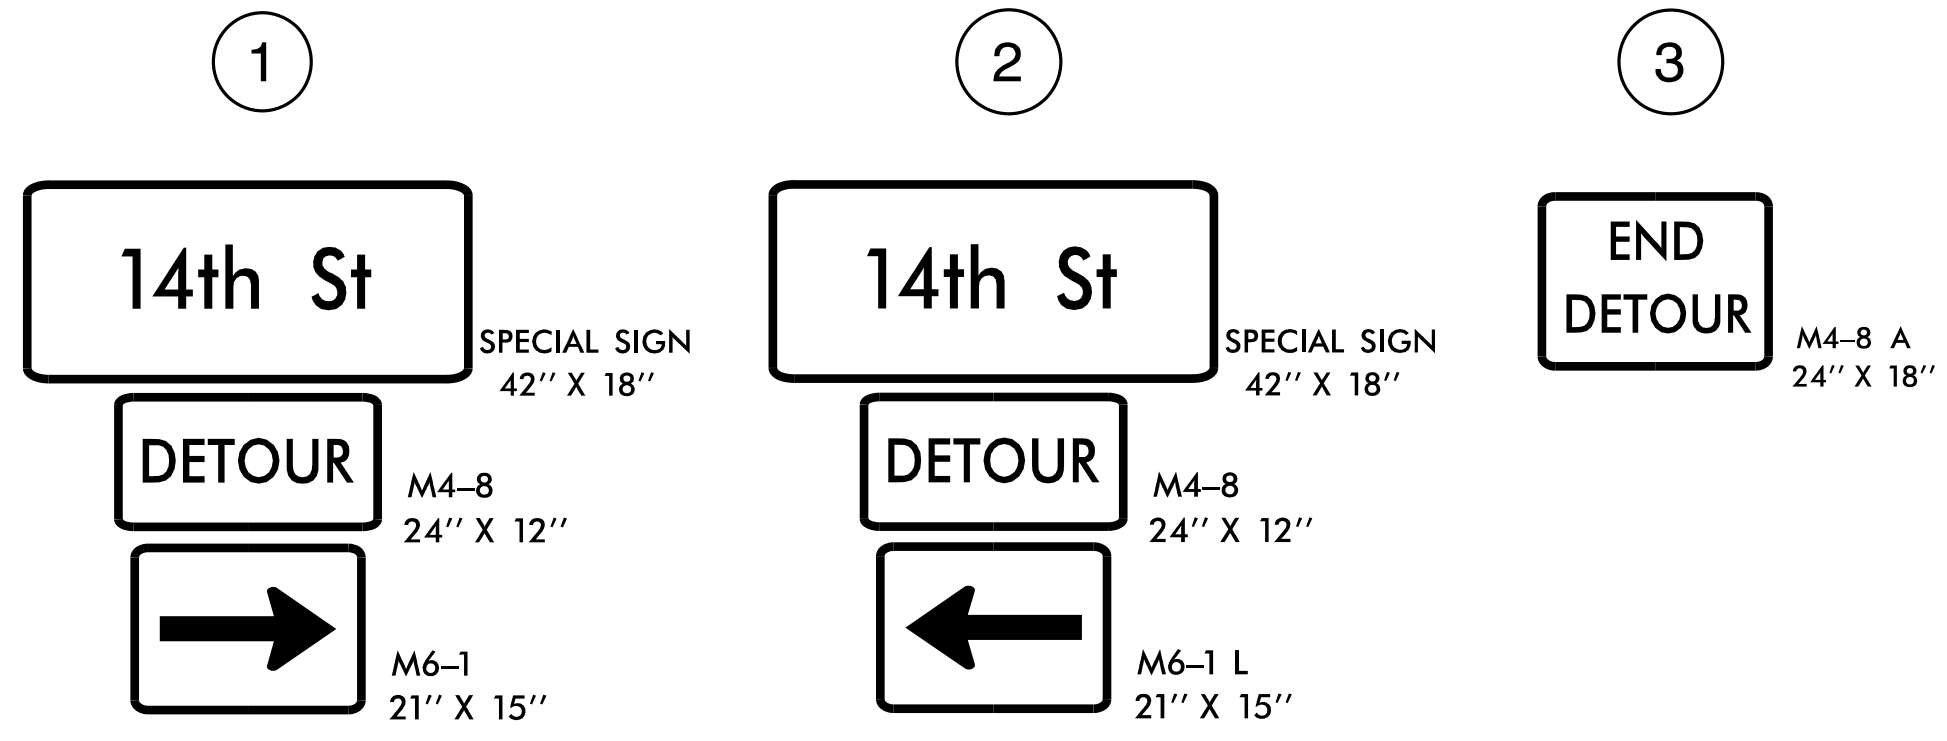 1
14th St
SPECIAL SIGN
42'' X 18''
DETOUR
M4-8
24'' X 12''
M6-1
21'' X 15''
2
14th St
SPECIAL SIGN
42'' X 18''
DETOUR
M4-8
24'' X 12''
M6-1 L
21'' X 15''
3
END
DETOUR
M4-8 A
24'' X 18''